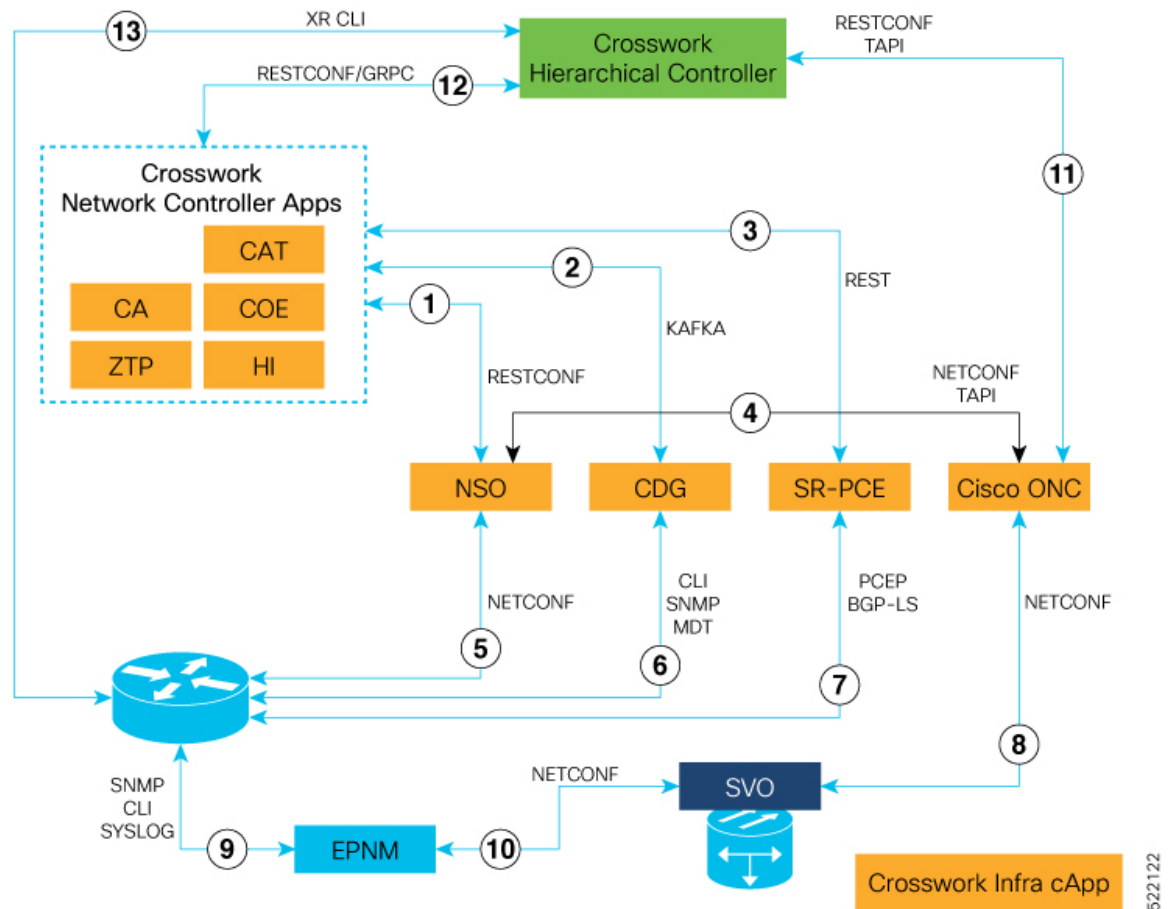 13
XR CLI
Crosswork
Hierarchical Controller
RESTCONF
TAPI
RESTCONF/GRPC
12
11
Crosswork
Network Controller Apps
CAT
CA
COE
ZTP
HI
3
2
1
REST
KAFKA
RESTCONF
NETCONF
TAPI
4
NSO
CDG
SR-PCE
Cisco ONC
NETCONF
CLI
SNMP
MDT
PCEP
BGP-LS
NETCONF
5
6
7
8
SNMP
CLI
SYSLOG
NETCONF
SVO
9
EPNM
10
Crosswork Infra cApp
522122